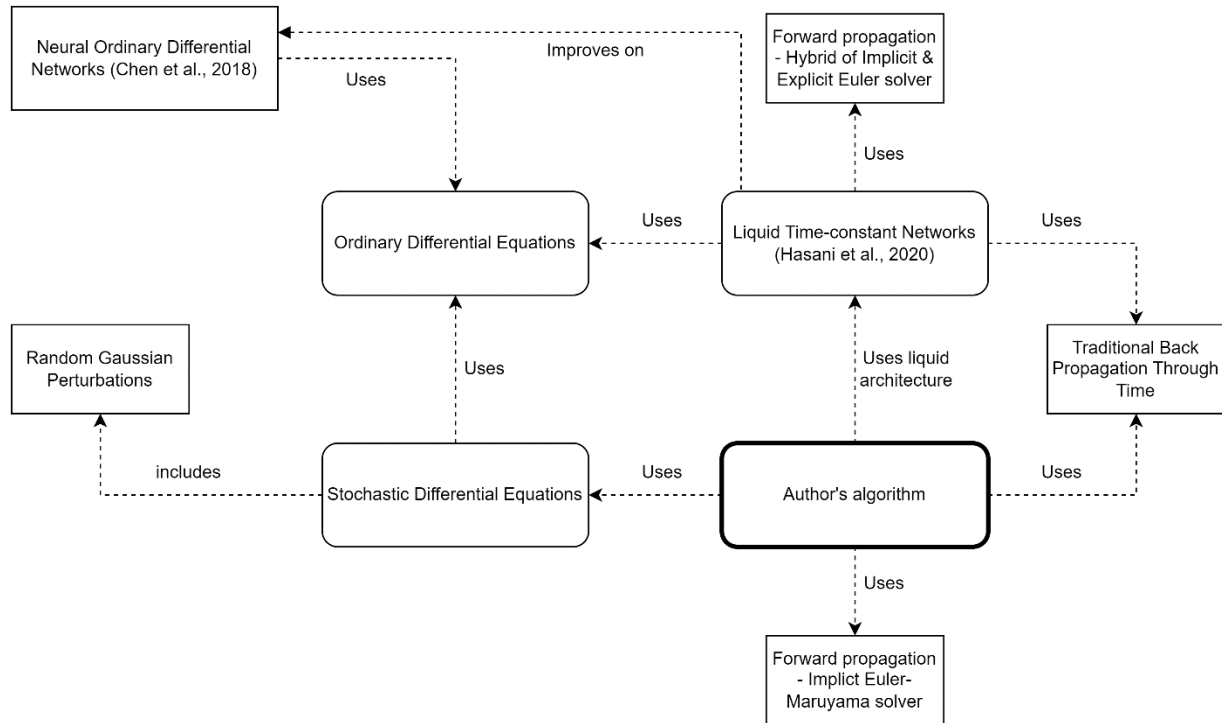 Neural Ordinary Differential
Networks (Chen et al., 2018)
Improves on
Forward propagation
- Hybrid of Implicit &
Explicit Euler solver
Uses
Uses
Ordinary Differential Equations
Uses
Liquid Time-constant Networks
(Hasani et al., 2020)
Uses
Random Gaussian
Perturbations
Uses
Uses liquid
architecture
Traditional Back
Propagation Through
Time
includes
Stochastic Differential Equations
Uses
Author's algorithm
Uses
Uses
Forward propagation
- Implict Euler-
Maruyama solver